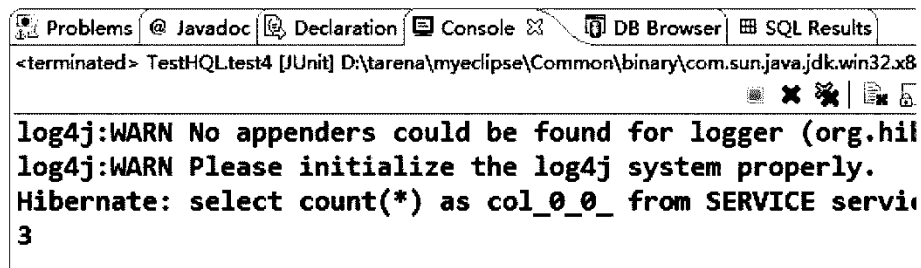 Problems @ Javadoc Declaration Console DB Browser SQL Results
<terminated> TestHQL.test4 [JUnit] D:\tarena\myeclipse\Common\binary\com.sun.java.jdk.win32.x8
log4j:WARN No appenders could be found for logger (org.hib
log4j:WARN Please initialize the log4j system properly.
Hibernate: select count(*) as col_0_0_ from SERVICE servic
3